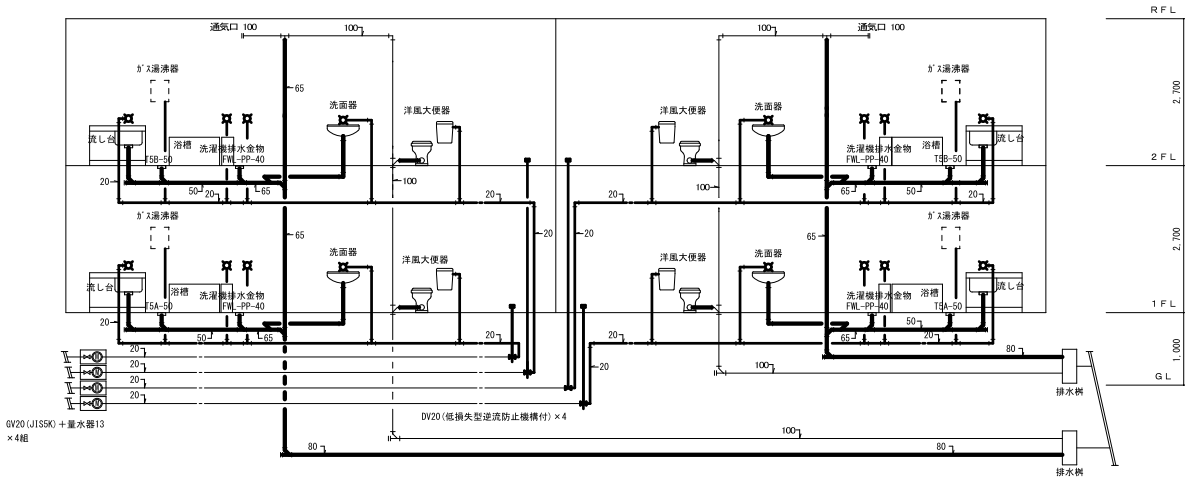 RFL
通気口 100
100
100
通気口 100
ｶﾞｽ湯沸器
65
洗面器
洋風大便器
洋風大便器
洗面器
ｶﾞｽ湯沸器
2.700
流し台
浴槽
洗濯機排水金物
洗濯機排水金物
浴槽
流し台
T5B-50
FWL-PP-40
FWL-PP-40
T5B-50
2FL
20
50
65
20
100
100
20
65
50
20
ｶﾞｽ湯沸器
65
洗面器
洋風大便器
20
20
洋風大便器
洗面器
65
ｶﾞｽ湯沸器
2.700
流し台
浴槽
洗濯機排水金物
洗濯機排水金物
浴槽
流し台
T5A-50
FWL-PP-40
FWL-PP-40
T5A-50
1FL
20
50
65
20
20
65
50
20
20
80
1.000
20
20
100
GL
20
排水桝
20
GV20(JIS5K)＋量水器13
×4組
DV20(低損失型逆流防止機構付)×4
100
80
80
排水桝